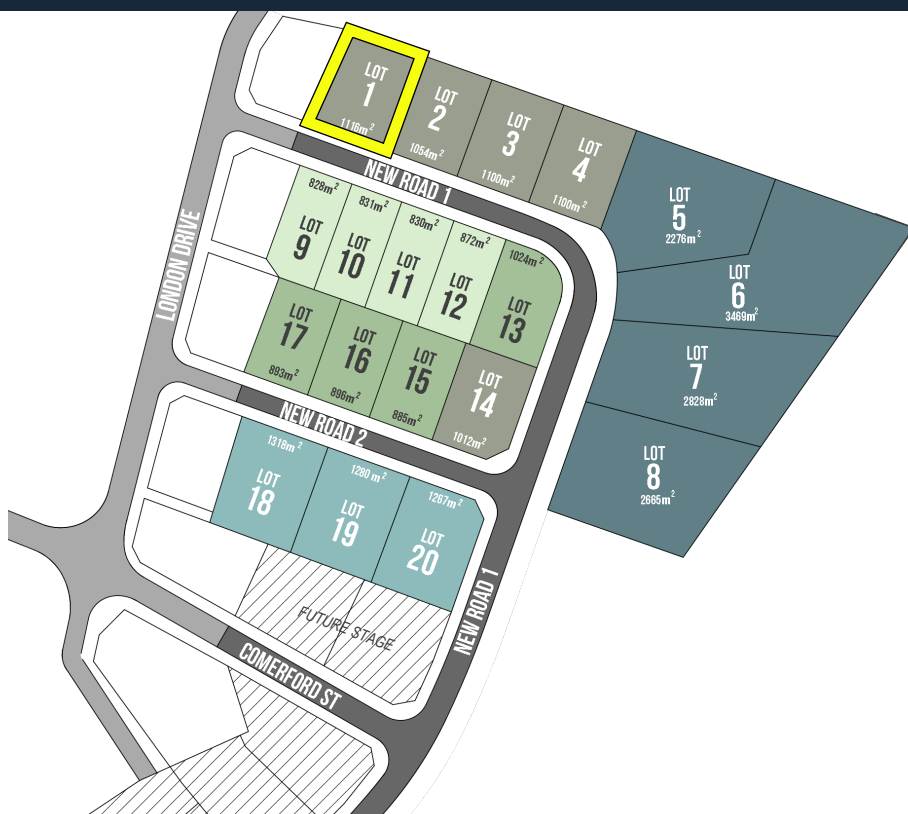 LOT
1
1116m²
LOT
2
1054m²
LOT
3
1100m²
LOT
4
1100m²
LOT
5
2276m²
LOT
6
3469m²
LOT
7
2828m²
LOT
8
2665m²
NEW ROAD 1
828m²
LOT
9
831m²
LOT
10
830m²
LOT
11
872m²
LOT
12
1024m²
LOT
13
LONDON DRIVE
LOT
17
893m²
LOT
16
896m²
LOT
15
885m²
LOT
14
1012m²
NEW ROAD 2
1318m²
LOT
18
1280 m²
LOT
19
1267m²
LOT
20
FUTURE STAGE
NEW ROAD 1
COMERFORD ST